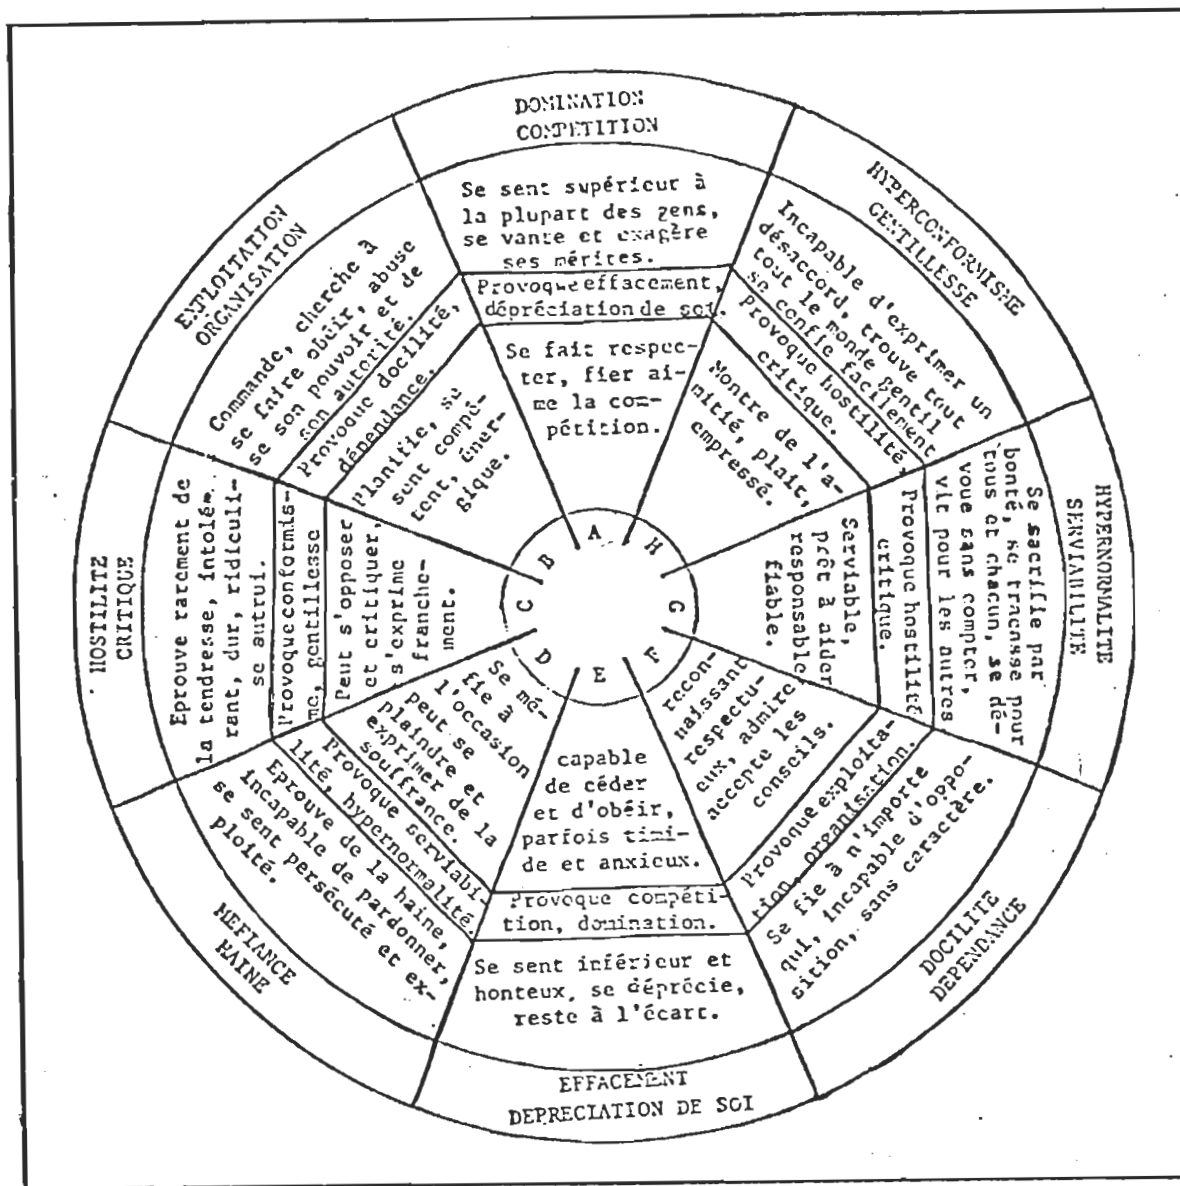 DOMINATION
COMPETITION
Se sent supérieur à
la plupart des gens,
se vante et exagère
ses mérites.
Provoque effacement,
dépréciation de soi.
Se fait respec-
ter, fier ai-
me la com-
pétition.
A
HYPERCONFORMISME
GENTILLESSE
Incapable d'exprimer un
désaccord, trouve tout
tout le monde gentil
se confie facilement
Provoque hostilité,
critique.
Montre de l'a-
mitié, plait,
empressé.
H
HYPERNORMALITE
SERVIABILITE
Se sacrifie par
bonté, se tracasse pour
tous et chacun, se dé-
voue sans compter,
vit pour les autres
Provoque hostilité
critique.
Serviable,
prêt à aider
responsable
fiable.
G
DOCILITE
DEPENDANCE
Se fie à n'importe
qui, incapable d'oppo-
sition, sans caractère.
Provoque exploita-
tion, organisation.
recon-
naissant
respectu-
eux, admire,
accepte les
conseils.
F
EFFACEMENT
DEPRECIATION DE SOI
Se sent inférieur et
honteux, se déprécie,
reste à l'écart.
Provoque compéti-
tion, domination.
capable
de céder
et d'obéir,
parfois timi-
de et anxieux.
E
MEFIANCE
HAINE
Eprouve de la haine,
incapable de pardonner,
se sent persécuté et ex-
ploité.
Provoque serviabi-
lité, hypernormalité.
Se mé-
fie à
l'occasion
peut se
plaindre et
exprimer de la
souffrance.
D
HOSTILITE
CRITIQUE
Eprouve rarement de
la tendresse, intolé-
rant, dur, ridiculi-
se autrui.
Provoque conformis-
me, gentillesse
Peut s'opposer
et critiquer,
s'exprime
franche-
ment.
C
EXPLOITATION
ORGANISATION
Commande, cherche à
se faire obéir, abuse
se son pouvoir et de
son autorité.
Provoque docilité,
dépendance.
Planifie, se
sent compé-
tent, éner-
gique.
B